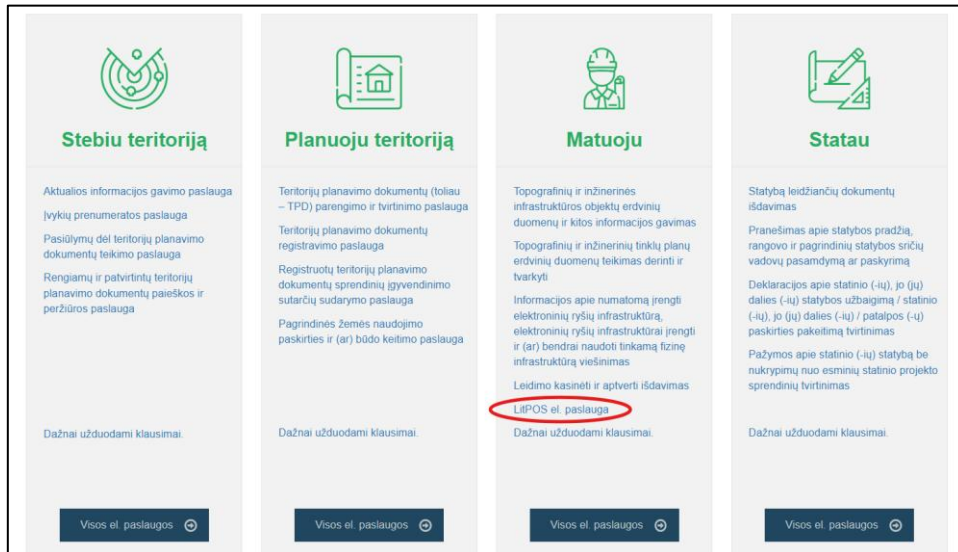 Stebiu teritoriją
Aktualios informacijos gavimo paslauga
Įvykių prenumeratos paslauga
Pasiūlymų dėl teritorijų planavimo
dokumentų teikimo paslauga
Rengiamų ir patvirtintų teritorijų
planavimo dokumentų paieškos ir
peržiūros paslauga
Dažnai užduodami klausimai.
Visos el. paslaugos
Planuoju teritoriją
Teritorijų planavimo dokumentų (toliau
– TPD) parengimo ir tvirtinimo paslauga
Teritorijų planavimo dokumentų
registravimo paslauga
Registruotų teritorijų planavimo
dokumentų sprendinių įgyvendinimo
sutarčių sudarymo paslauga
Pagrindinės žemės naudojimo
paskirties ir (ar) būdo keitimo paslauga
Dažnai užduodami klausimai.
Visos el. paslaugos
Matuoju
Topografinių ir inžinerinės
infrastruktūros objektų erdvinių
duomenų ir kitos informacijos gavimas
Topografinių ir inžinerinių tinklų planų
erdvinių duomenų teikimas derinti ir
tvarkyti
Informacijos apie numatomą įrengti
elektroninių ryšių infrastruktūrą,
elektroninių ryšių infrastruktūrai įrengti
ir (ar) bendrai naudoti tinkamą fizinę
infrastruktūrą viešinimas
Leidimo kasinėti ir aptverti išdavimas
LitPOS el. paslauga
Dažnai užduodami klausimai.
Visos el. paslaugos
Statau
Statybą leidžiančių dokumentų
išdavimas
Pranešimas apie statybos pradžią,
rangovo ir pagrindinių statybos sričių
vadovų pasamdymą ar paskyrimą
Deklaracijos apie statinio (-ių), jo (jų)
dalies (-ių) statybos užbaigimą / statinio
(-ių), jo (jų) dalies (-ių) / patalpos (-ų)
paskirties pakeitimą tvirtinimas
Pažymos apie statinio (-ių) statybą be
nukrypimų nuo esminių statinio projekto
sprendinių tvirtinimas
Dažnai užduodami klausimai.
Visos el. paslaugos